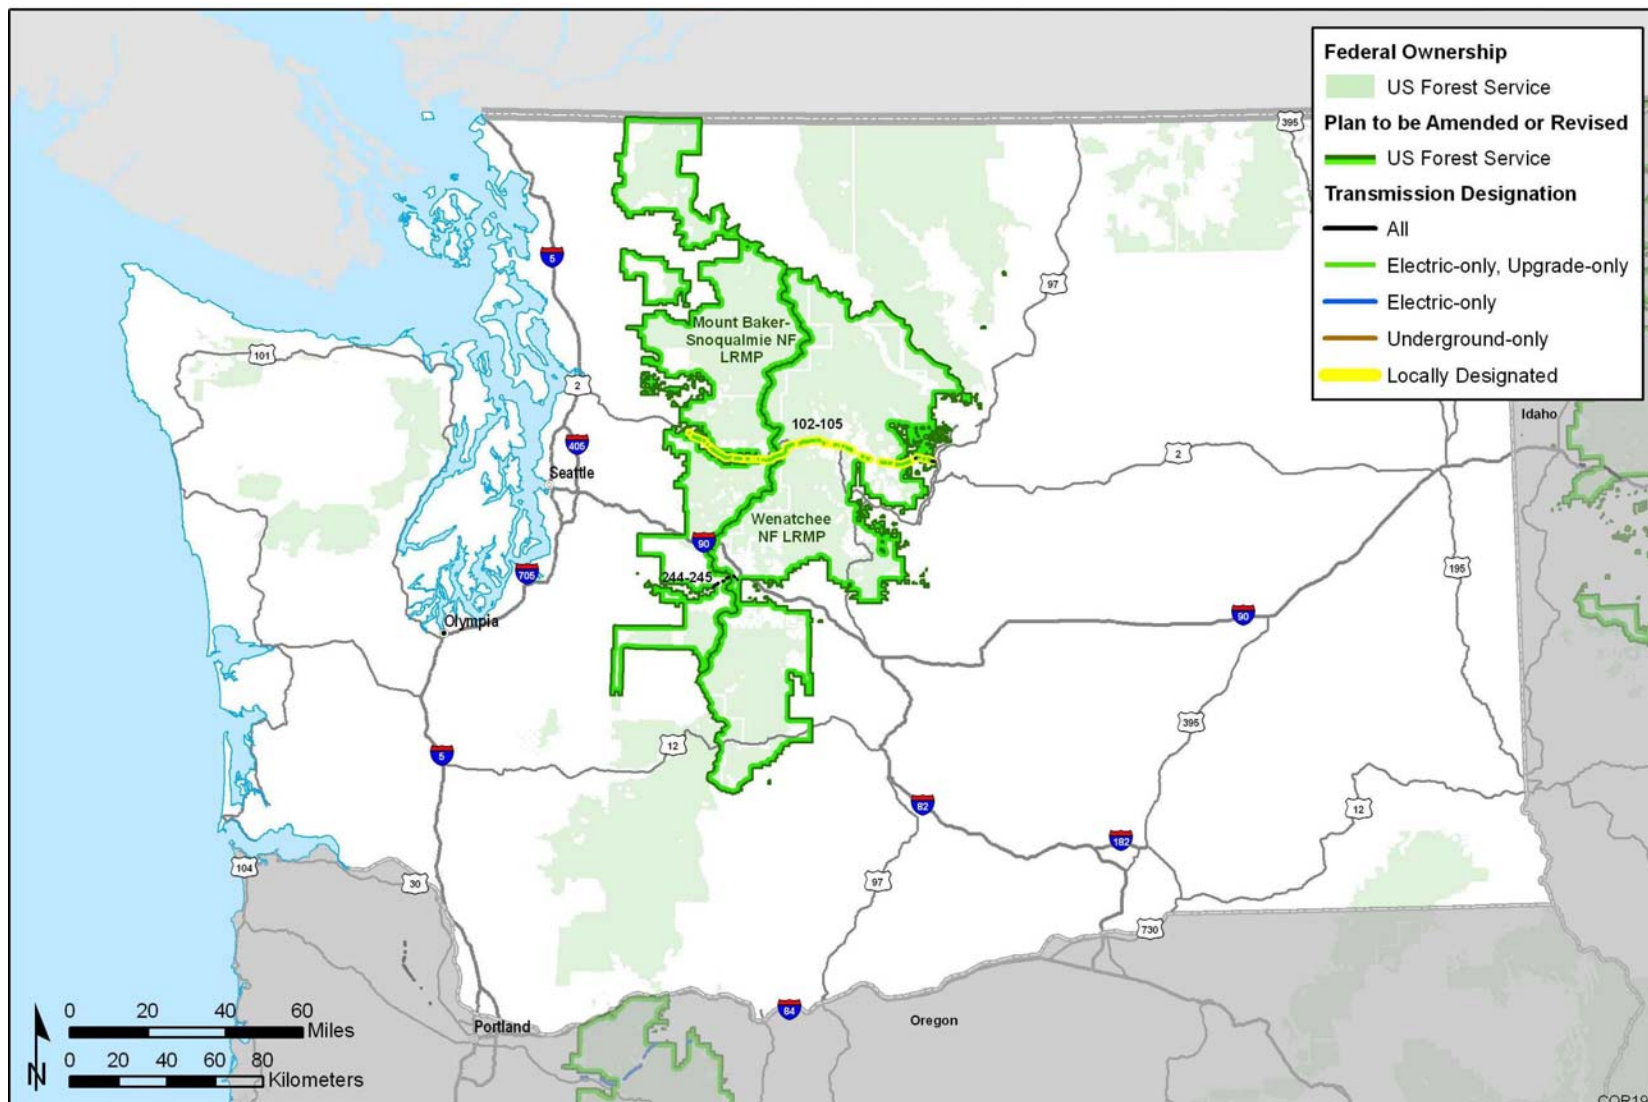 Federal Ownership
US Forest Service
Plan to be Amended or Revised
US Forest Service
Transmission Designation
All
Electric-only, Upgrade-only
Electric-only
Underground-only
Locally Designated
395
5
97
Mount Baker-
Snoqualmie NF
LRMP
101
2
Idaho
102-105
405
2
Seattle
Wenatchee
NF LRMP
90
705
244-245
195
90
Olympia
395
12
5
82
12
182
104
30
97
730
84
Portland
Oregon
0 20 40 60
Miles
0 20 40 60 80
Kilometers
N